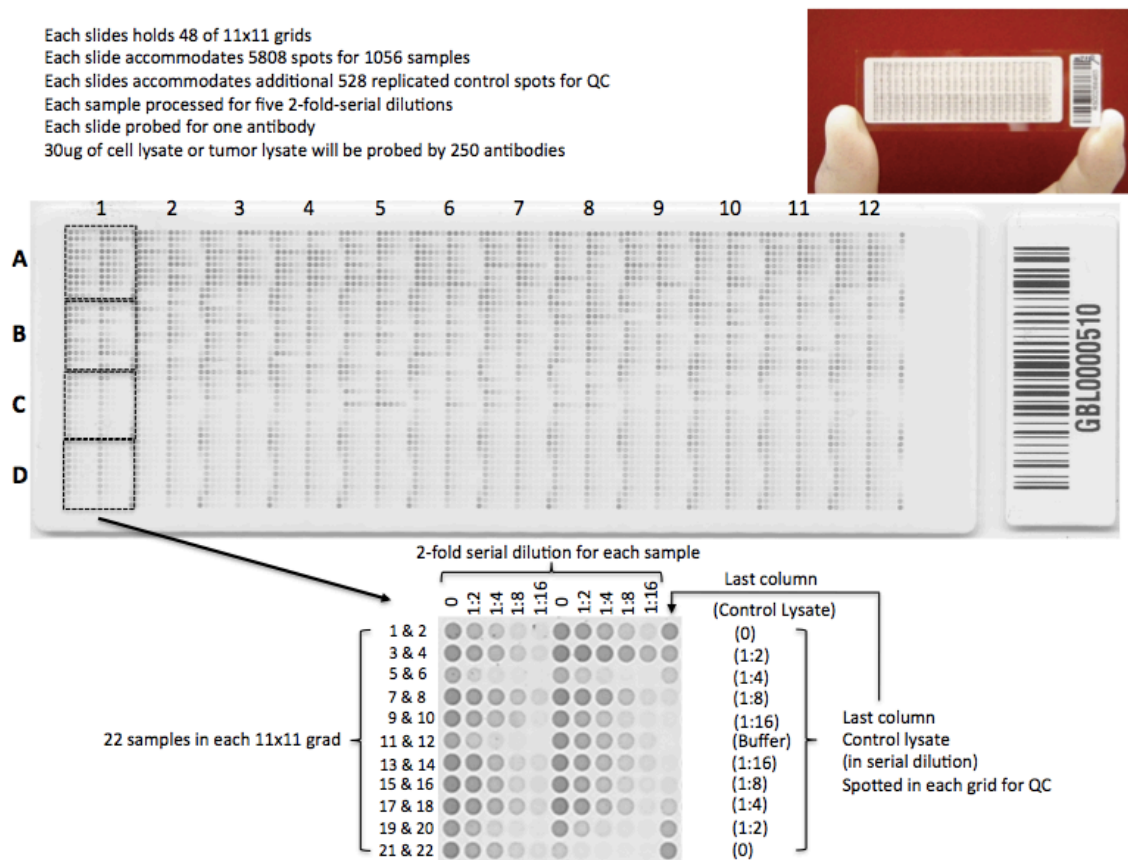 Each slides holds 48 of 11x11 grids
Each slide accommodates 5808 spots for 1056 samples
Each slides accommodates additional 528 replicated control spots for QC
Each sample processed for five 2-fold-serial dilutions
Each slide probed for one antibody
30ug of cell lysate or tumor lysate will be probed by 250 antibodies
1 2 3 4 5 6 7 8 9 10 11 12
A
B
C
D
GBL0000510
2-fold serial dilution for each sample
0 1:2 1:4 1:8 1:16 0 1:2 1:4 1:8 1:16
Last column
(Control Lysate)
1 & 2 (0)
3 & 4 (1:2)
5 & 6 (1:4)
7 & 8 (1:8)
9 & 10 (1:16)
11 & 12 (Buffer)
13 & 14 (1:16)
15 & 16 (1:8)
17 & 18 (1:4)
19 & 20 (1:2)
21 & 22 (0)
22 samples in each 11x11 grad
Last column
Control lysate
(in serial dilution)
Spotted in each grid for QC